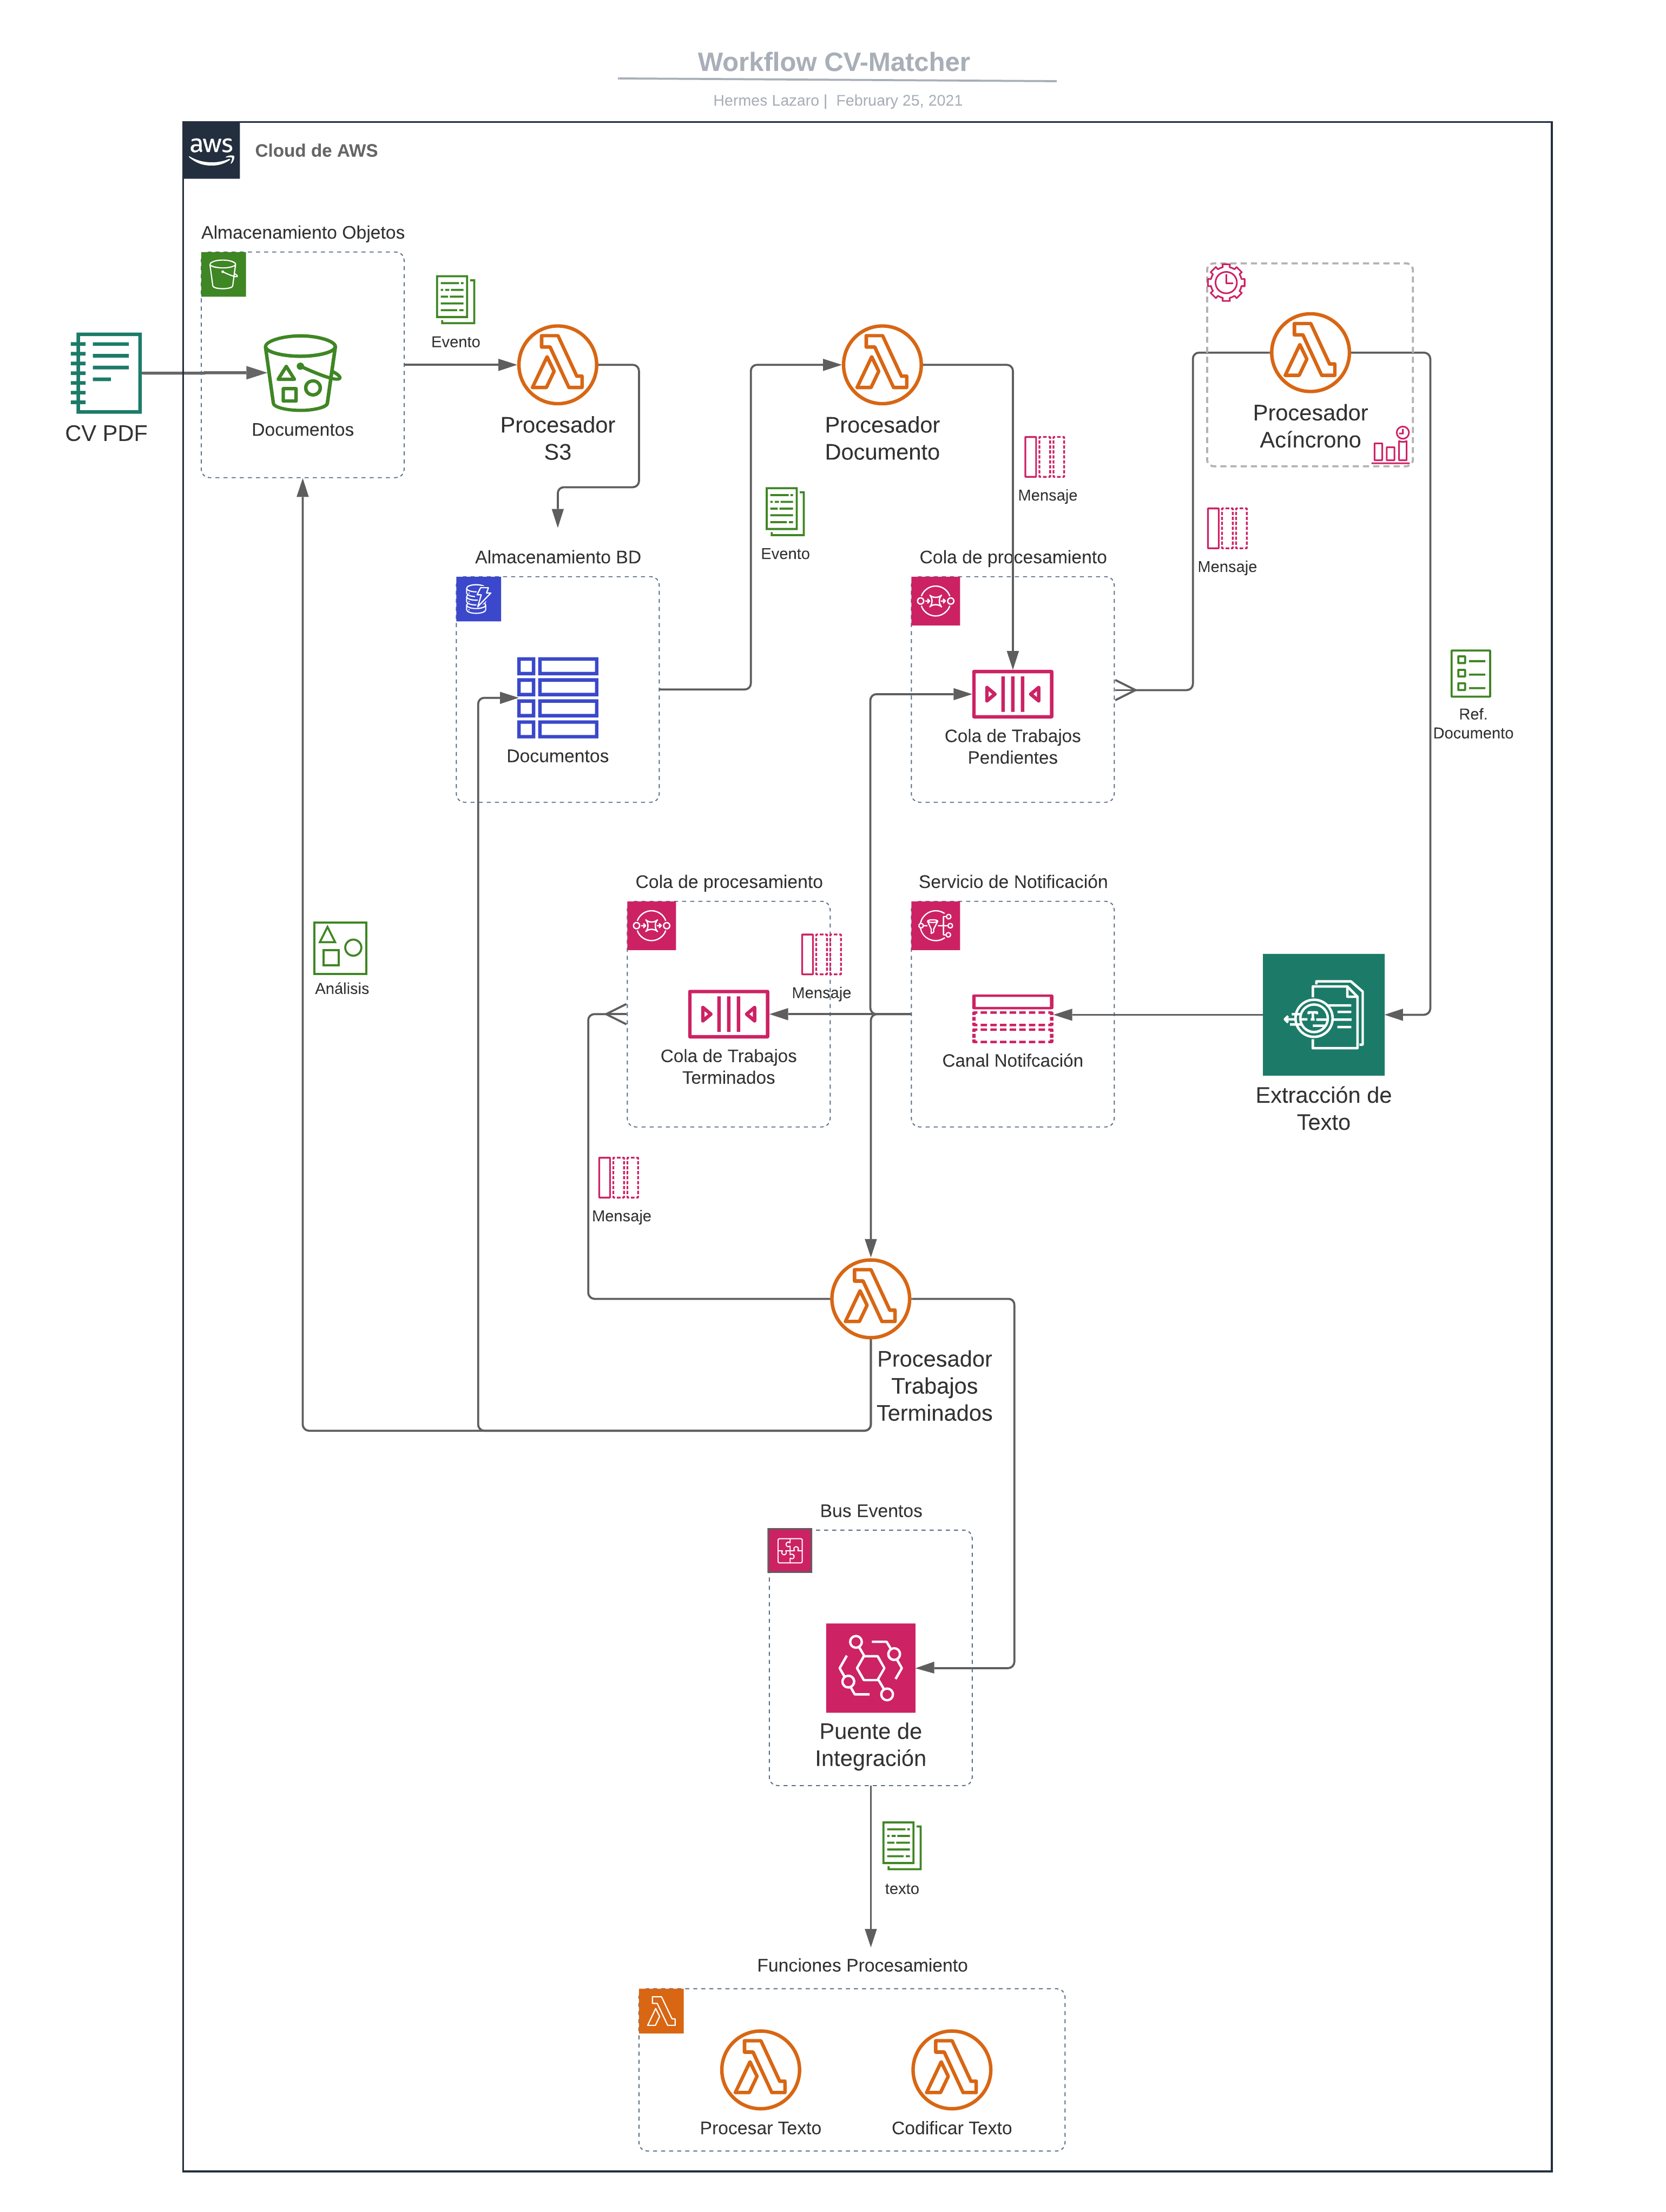 Workflow CV-Matcher
Hermes Lazaro | February 25, 2021
aws
Cloud de AWS
Almacenamiento Objetos
Evento
CV PDF
Documentos
Procesador
S3
Procesador
Documento
Procesador
Acíncrono
Mensaje
Evento
Mensaje
Almacenamiento BD
Cola de procesamiento
Documentos
Cola de Trabajos
Pendientes
Ref.
Documento
Cola de procesamiento
Servicio de Notificación
Análisis
Mensaje
Cola de Trabajos
Terminados
Canal Notifcación
Extracción de
Texto
Mensaje
Procesador
Trabajos
Terminados
Bus Eventos
Puente de
Integración
texto
Funciones Procesamiento
Procesar Texto
Codificar Texto